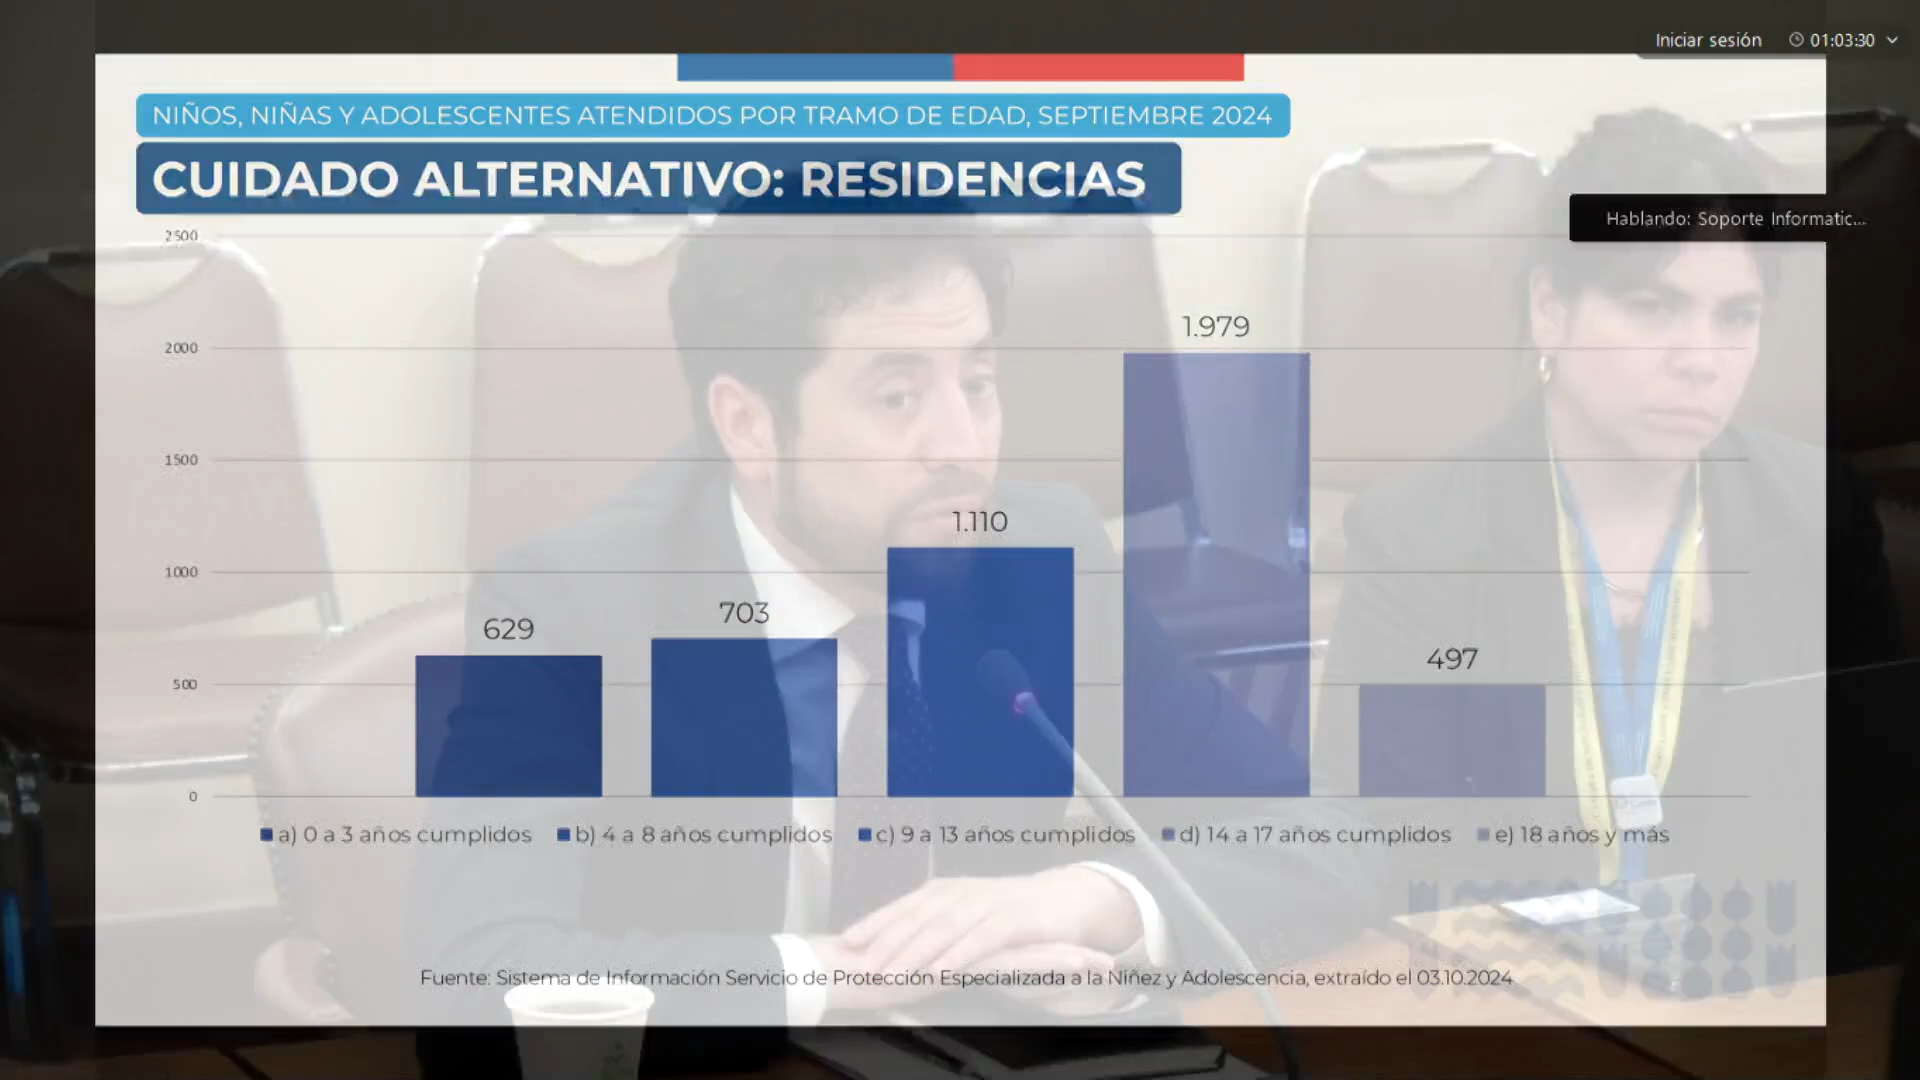 Iniciar sesión 01:03:30
NIÑOS, NIÑAS Y ADOLESCENTES ATENDIDOS POR TRAMO DE EDAD, SEPTIEMBRE 2024
CUIDADO ALTERNATIVO: RESIDENCIAS
Hablando: Soporte Informatic...
2500
2000
1500
1000
500
0
629
703
1.110
1.979
497
a) 0 a 3 años cumplidos b) 4 a 8 años cumplidos c) 9 a 13 años cumplidos d) 14 a 17 años cumplidos e) 18 años y más
Fuente: Sistema de Información Servicio de Protección Especializada a la Niñez y Adolescencia, extraído el 03.10.2024